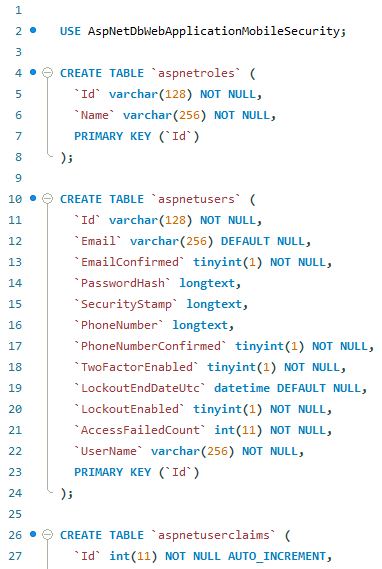 1
2 USE AspNetDbWebApplicationMobileSecurity;
3
4 CREATE TABLE `aspnetroles` (
5 `Id` varchar(128) NOT NULL,
6 `Name` varchar(256) NOT NULL,
7 PRIMARY KEY (`Id`)
8 );
9
10 CREATE TABLE `aspnetusers` (
11 `Id` varchar(128) NOT NULL,
12 `Email` varchar(256) DEFAULT NULL,
13 `EmailConfirmed` tinyint(1) NOT NULL,
14 `PasswordHash` longtext,
15 `SecurityStamp` longtext,
16 `PhoneNumber` longtext,
17 `PhoneNumberConfirmed` tinyint(1) NOT NULL,
18 `TwoFactorEnabled` tinyint(1) NOT NULL,
19 `LockoutEndDateUtc` datetime DEFAULT NULL,
20 `LockoutEnabled` tinyint(1) NOT NULL,
21 `AccessFailedCount` int(11) NOT NULL,
22 `UserName` varchar(256) NOT NULL,
23 PRIMARY KEY (`Id`)
24 );
25
26 CREATE TABLE `aspnetuserclaims` (
27 `Id` int(11) NOT NULL AUTO_INCREMENT,